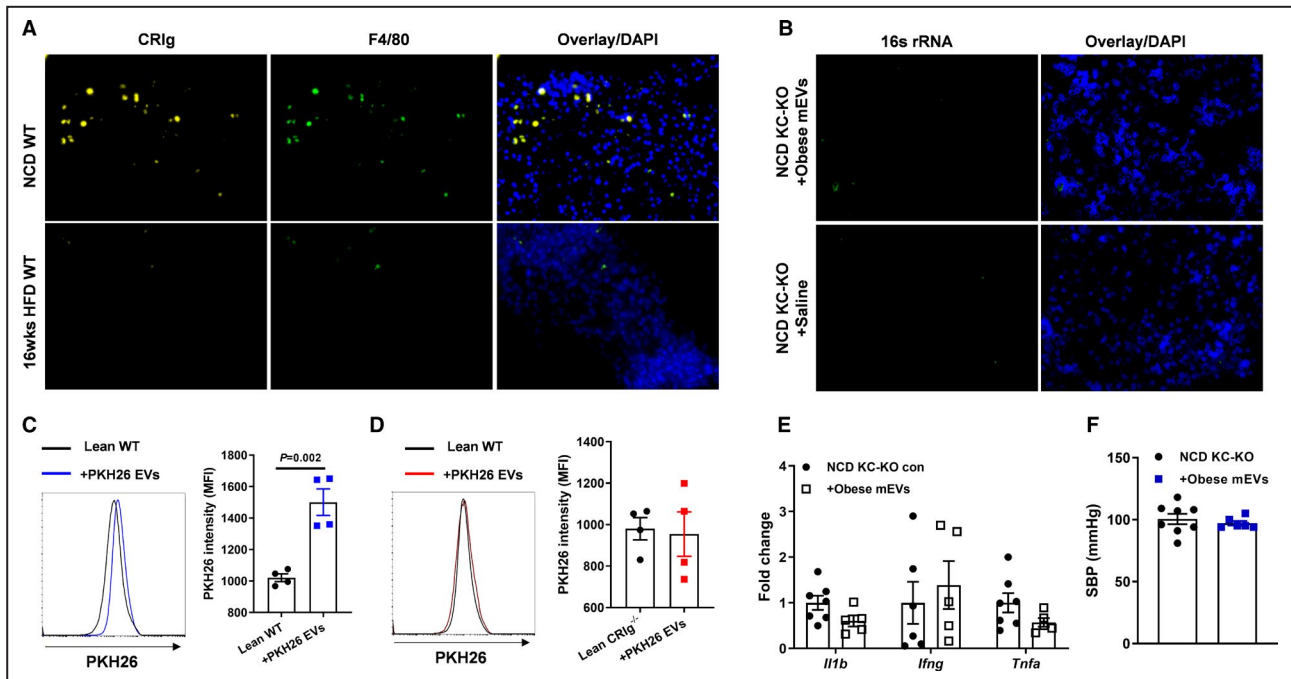 A
CRIg
F4/80
Overlay/DAPI
NCD WT
16wks HFD WT
B
16s rRNA
Overlay/DAPI
NCD KC-KO
+Obese mEVs
NCD KC-KO
+Saline
C
Lean WT
+PKH26 EVs
PKH26
PKH26 intensity (MFI)
1800
1600
1400
1200
1000
800
P=0.002
Lean WT
+PKH26 EVs
D
Lean WT
+PKH26 EVs
PKH26
PKH26 intensity (MFI)
1400
1200
1000
800
600
Lean CRIg-/-
+PKH26 EVs
E
NCD KC-KO con
+Obese mEVs
Fold change
4
3
2
1
0
Il1b
Ifng
Tnfa
F
NCD KC-KO
+Obese mEVs
SBP (mmHg)
150
100
50
0